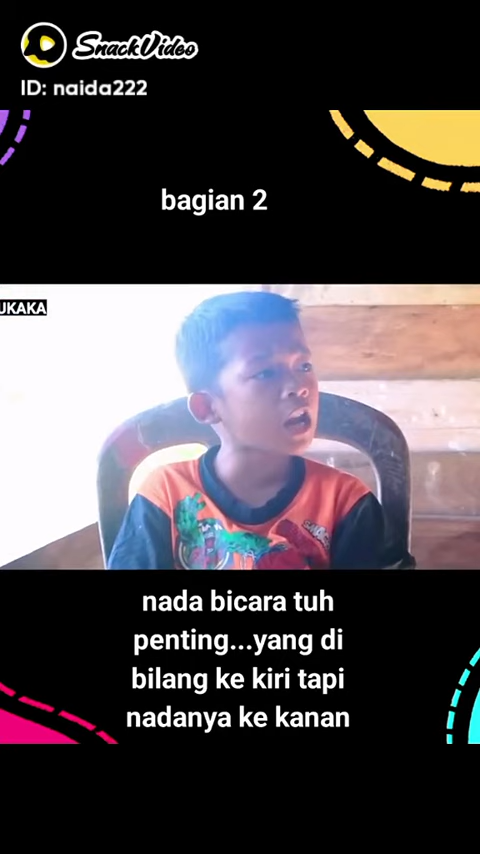 SnackVideo
ID: naida222
bagian 2
UKAKA
nada bicara tuh
penting...yang di
bilang ke kiri tapi
nadanya ke kanan